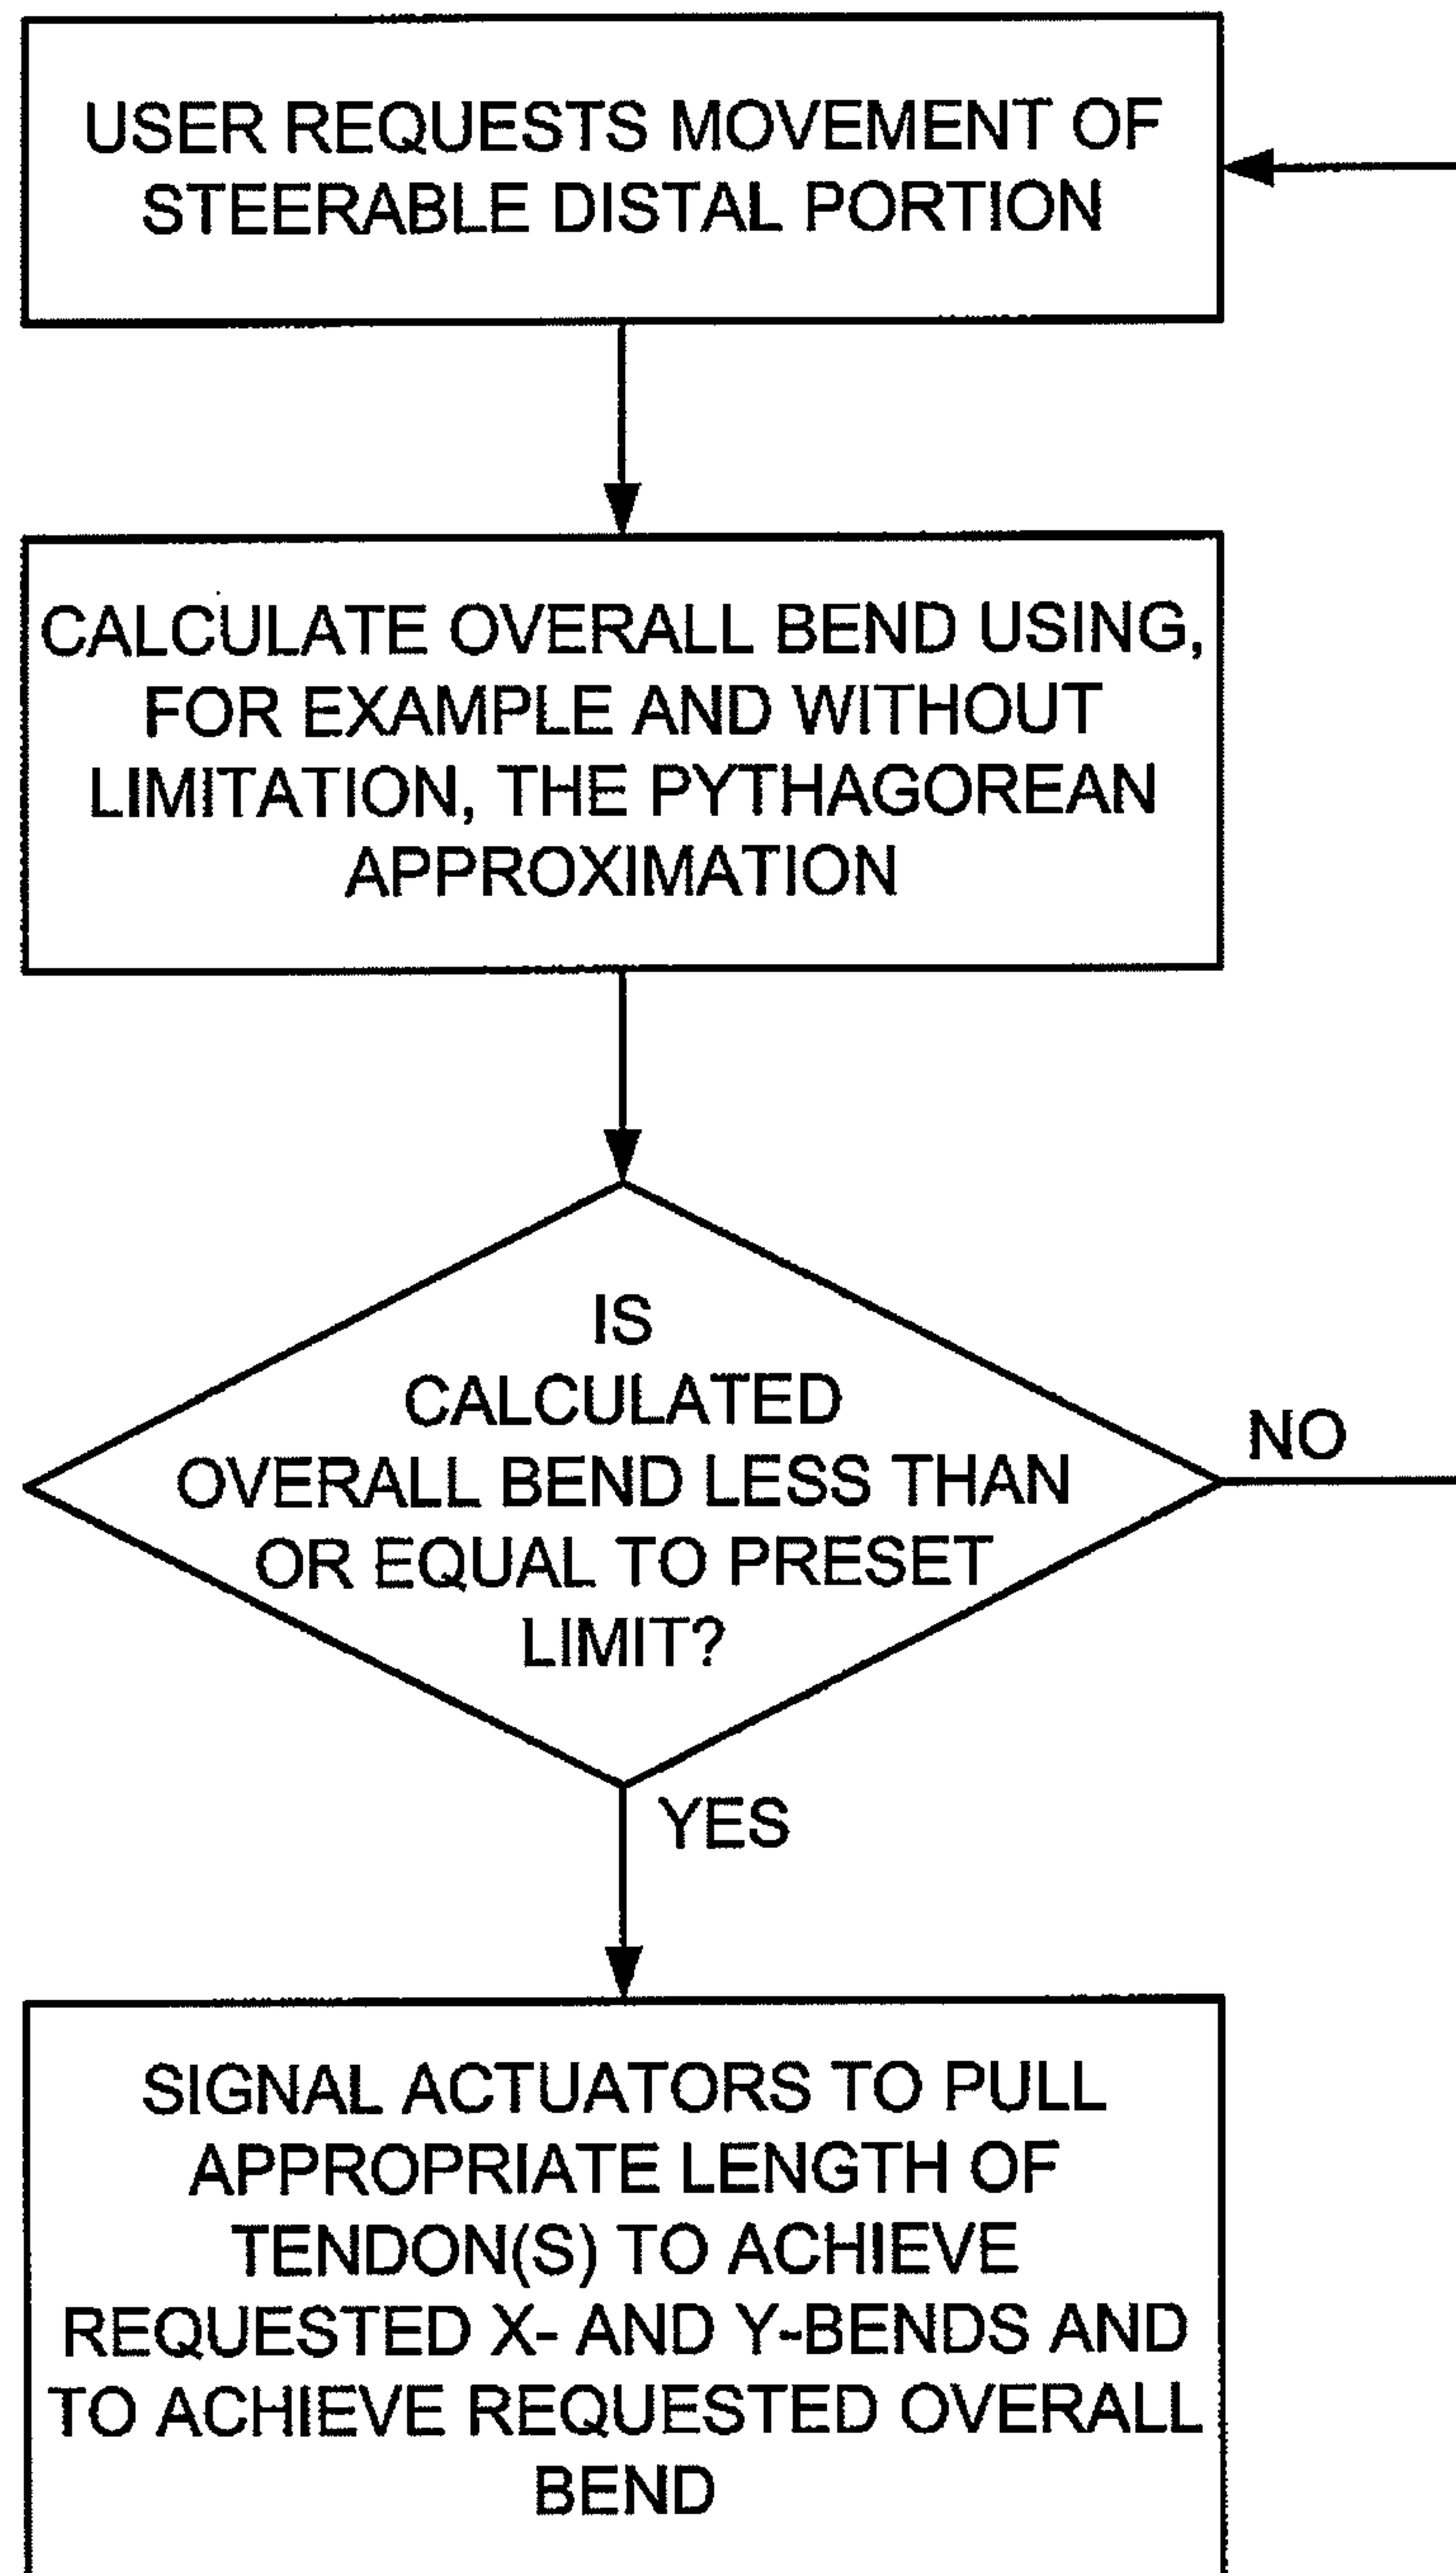 USER REQUESTS MOVEMENT OF
STEERABLE DISTAL PORTION
CALCULATE OVERALL BEND USING,
FOR EXAMPLE AND WITHOUT
LIMITATION, THE PYTHAGOREAN
APPROXIMATION
IS
CALCULATED
OVERALL BEND LESS THAN
OR EQUAL TO PRESET
LIMIT?
NO
YES
SIGNAL ACTUATORS TO PULL
APPROPRIATE LENGTH OF
TENDON(S) TO ACHIEVE
REQUESTED X- AND Y-BENDS AND
TO ACHIEVE REQUESTED OVERALL
BEND